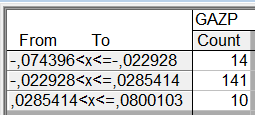 GAZP
From To Count
-,074396<x<=-,022928 14
-,022928<x<=,0285414 141
,0285414<x<=,0800103 10